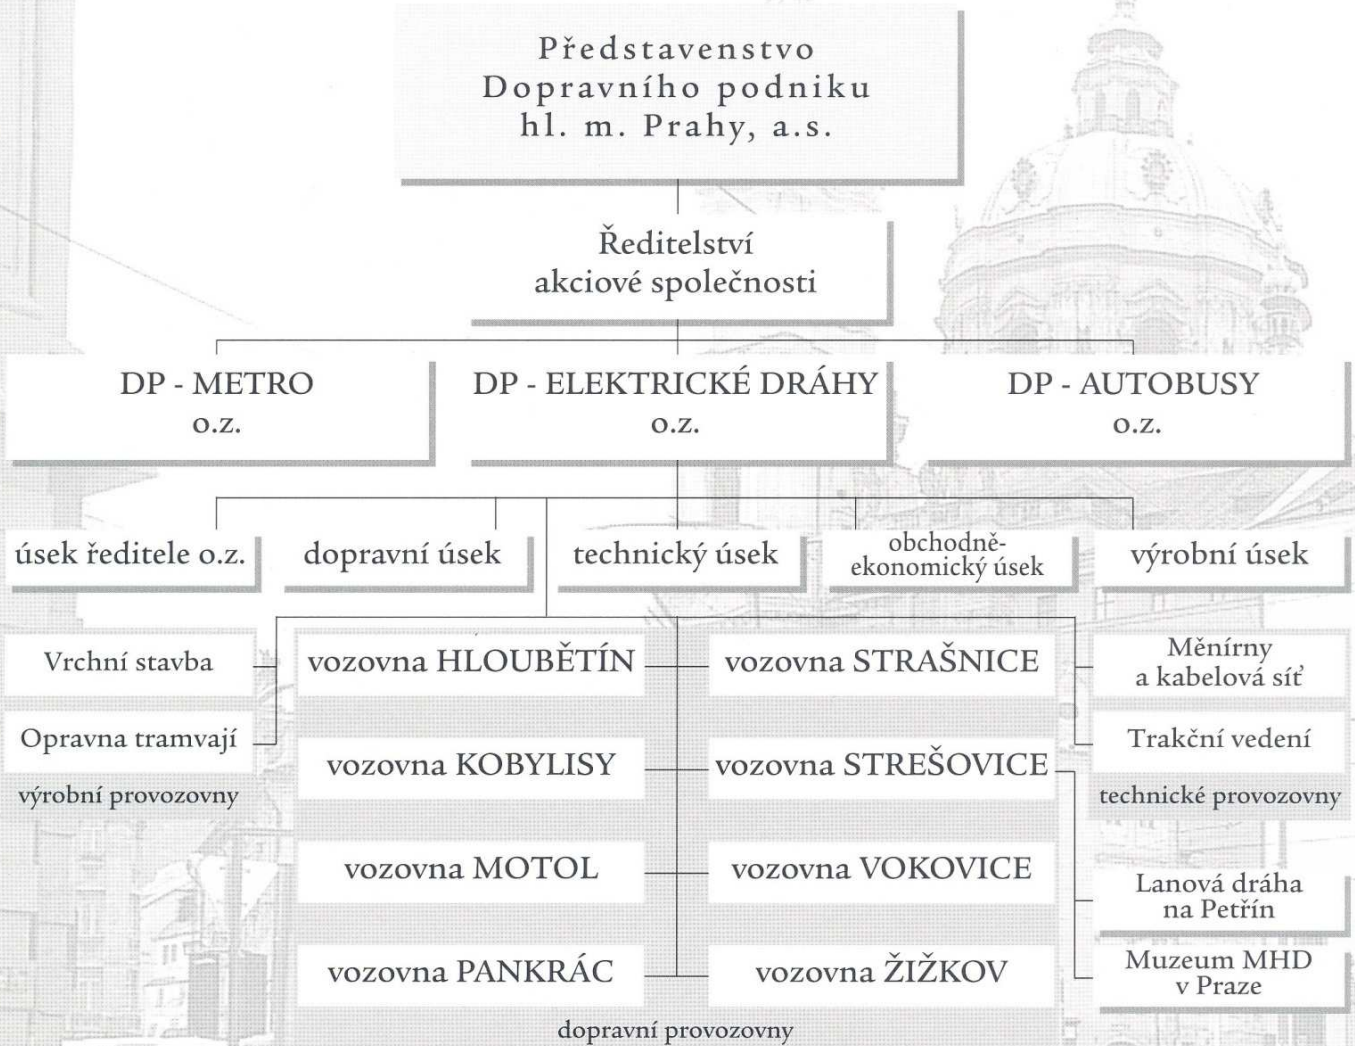 Představenstvo
Dopravního podniku
hl. m. Prahy, a.s.
Ředitelství
akciové společnosti
DP - METRO
o.z.
DP - ELEKTRICKÉ DRÁHY
o.z.
DP - AUTOBUSY
o.z.
úsek ředitele o.z.
dopravní úsek
technický úsek
obchodně-
ekonomický úsek
výrobní úsek
Vrchní stavba
Opravna tramvají
výrobní provozovny
vozovna HLOUBĚTÍN
vozovna STRAŠNICE
vozovna KOBYLISY
vozovna STREŠOVICE
vozovna MOTOL
vozovna VOKOVICE
vozovna PANKRÁC
vozovna ŽIŽKOV
dopravní provozovny
Měnírny
a kabelová síť
Trakční vedení
technické provozovny
Lanová dráha
na Petřín
Muzeum MHD
v Praze